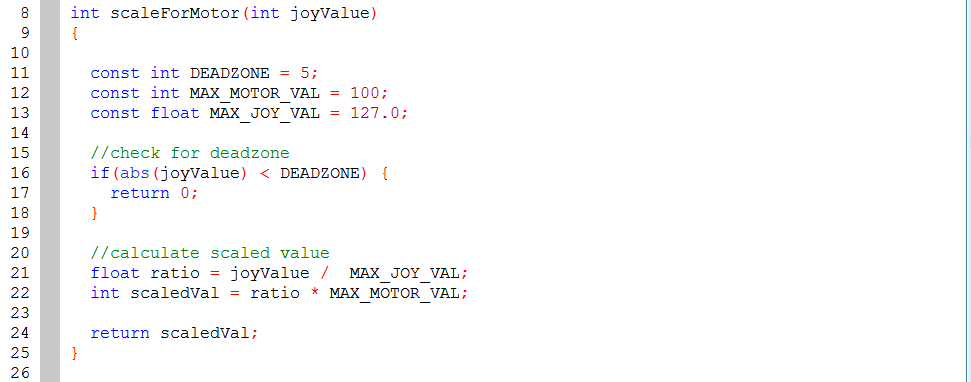 8 int scaleForMotor(int joyValue)
9 {
10
11 const int DEADZONE = 5;
12 const int MAX_MOTOR_VAL = 100;
13 const float MAX_JOY_VAL = 127.0;
14
15 //check for deadzone
16 if(abs(joyValue) < DEADZONE) {
17 return 0;
18 }
19
20 //calculate scaled value
21 float ratio = joyValue /  MAX_JOY_VAL;
22 int scaledVal = ratio * MAX_MOTOR_VAL;
23
24 return scaledVal;
25 }
26